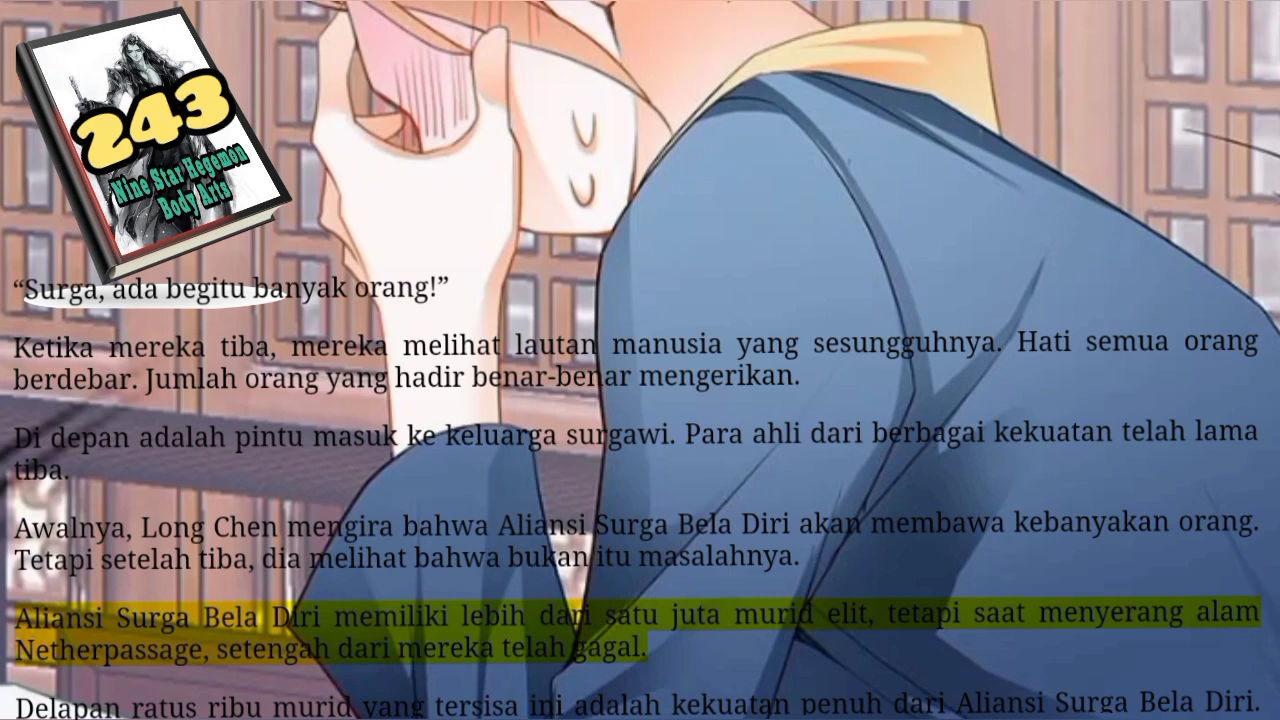 243
Nine Star Hegemon
Body Arts
“Surga, ada begitu banyak orang!”
Ketika mereka tiba, mereka melihat lautan manusia yang sesungguhnya. Hati semua orang
berdebar. Jumlah orang yang hadir benar-benar mengerikan.
Di depan adalah pintu masuk ke keluarga surgawi. Para ahli dari berbagai kekuatan telah lama
tiba.
Awalnya, Long Chen mengira bahwa Aliansi Surga Bela Diri akan membawa kebanyakan orang.
Tetapi setelah tiba, dia melihat bahwa bukan itu masalahnya.
Aliansi Surga Bela Diri memiliki lebih dari satu juta murid elit, tetapi saat menyerang alam
Netherpassage, setengah dari mereka telah gagal.
Delapan ratus ribu murid yang tersisa ini adalah kekuatan penuh dari Aliansi Surga Bela Diri.